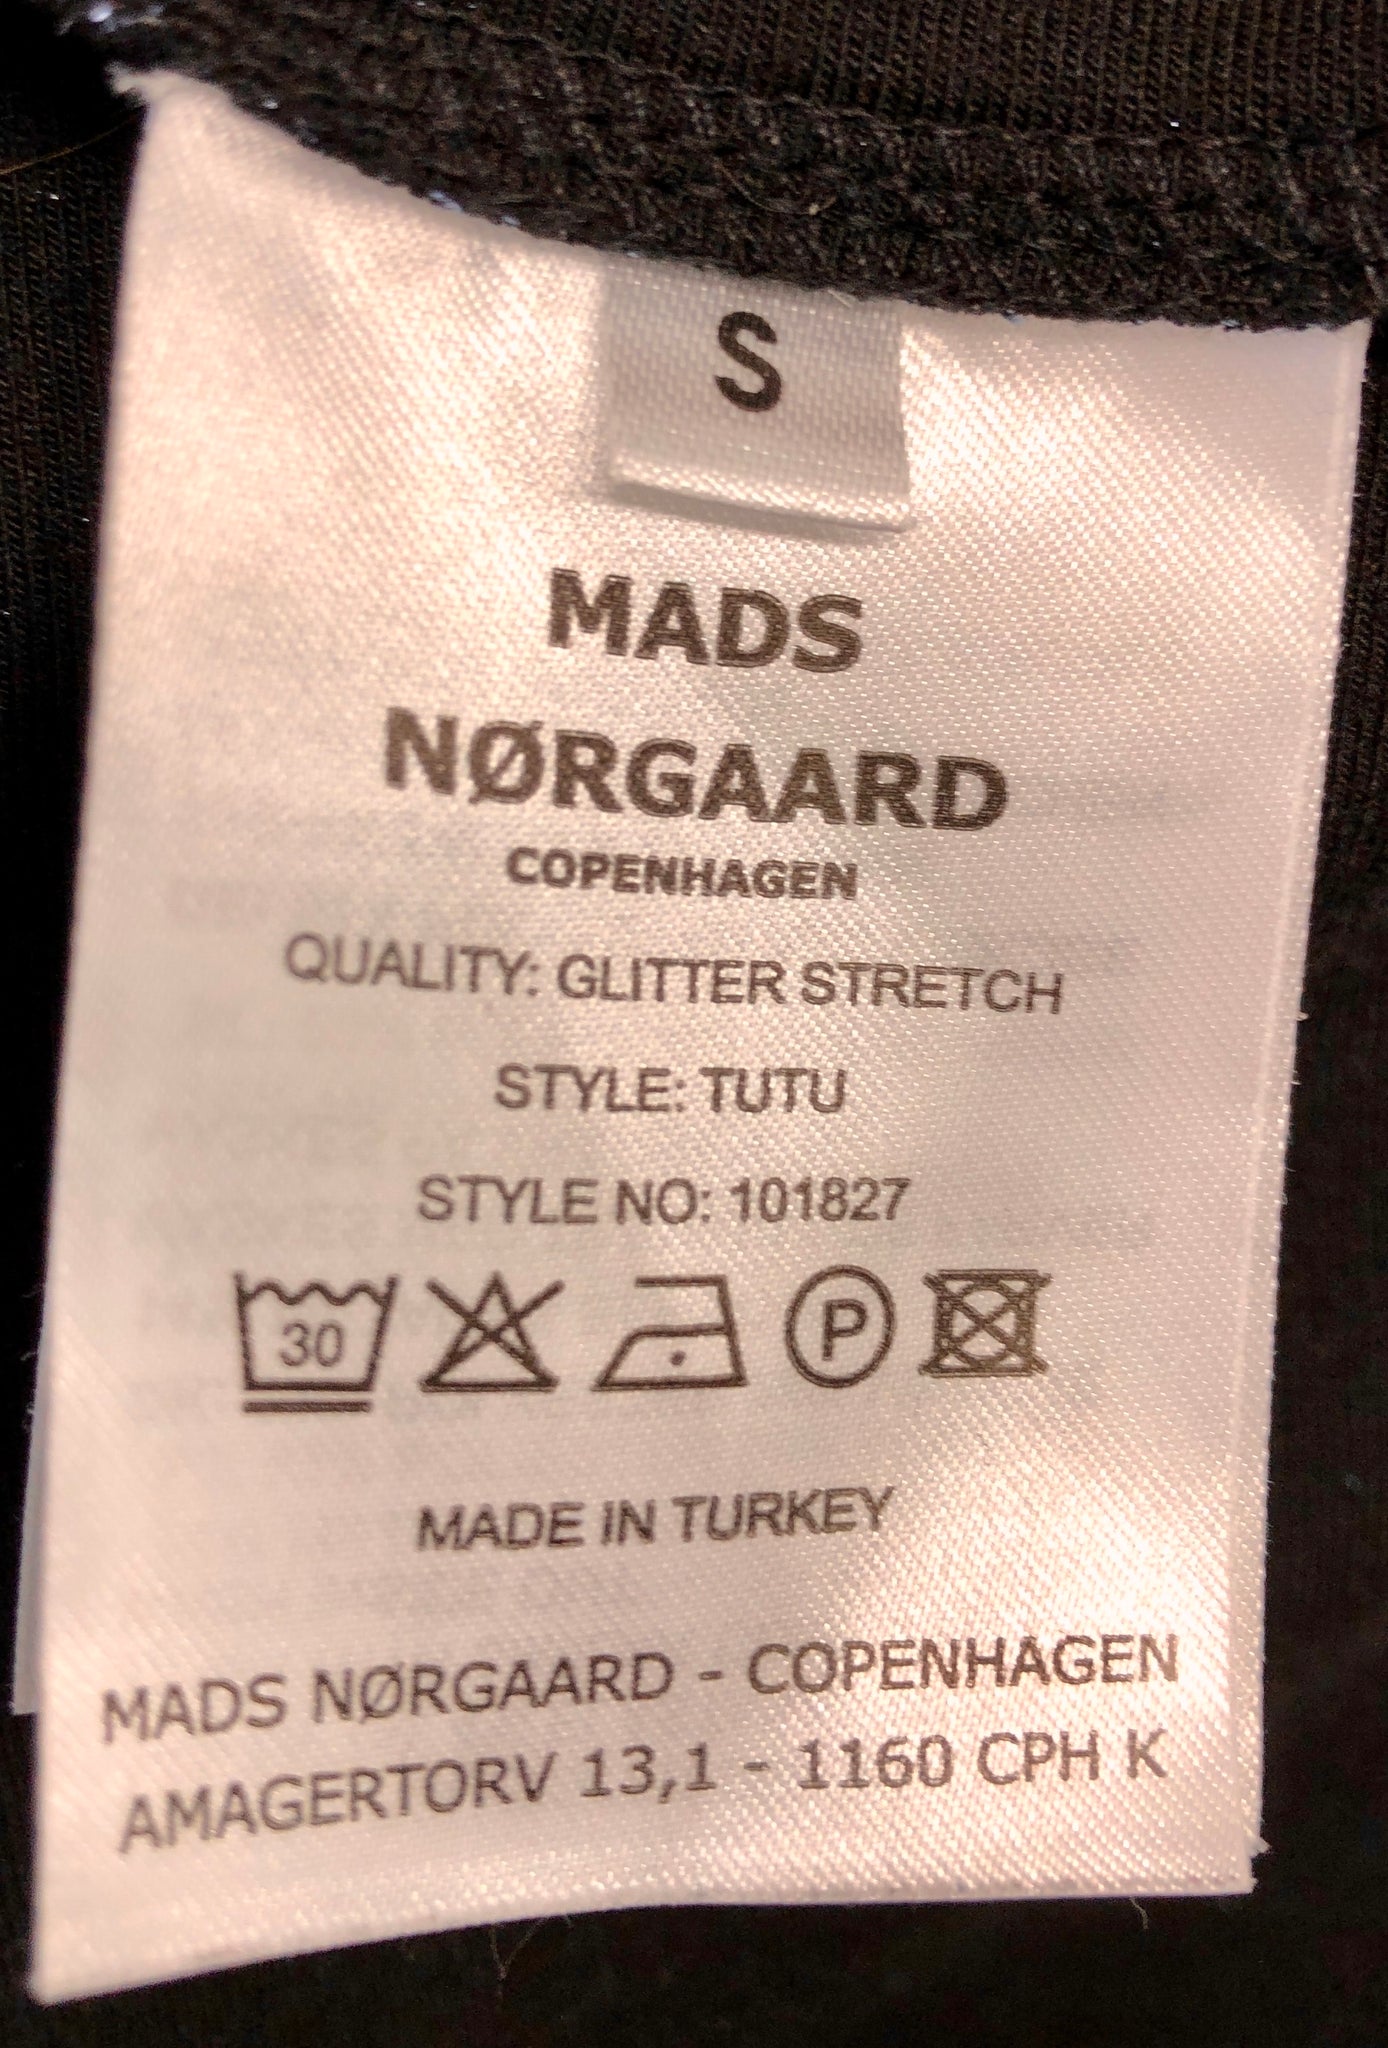 S
MADS
NØRGAARD
COPENHAGEN
QUALITY: GLITTER STRETCH
STYLE: TUTU
STYLE NO: 101827
30
P
MADE IN TURKEY
MADS NØRGAARD - COPENHAGEN
AMAGERTORV 13,1 - 1160 CPH K